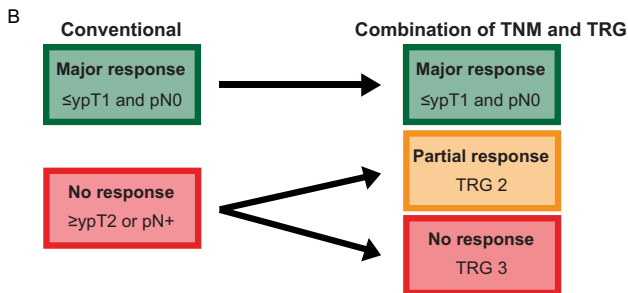 B
Conventional
Combination of TNM and TRG
Major response
≤ypT1 and pN0
Major response
≤ypT1 and pN0
Partial response
TRG 2
No response
≥ypT2 or pN+
No response
TRG 3